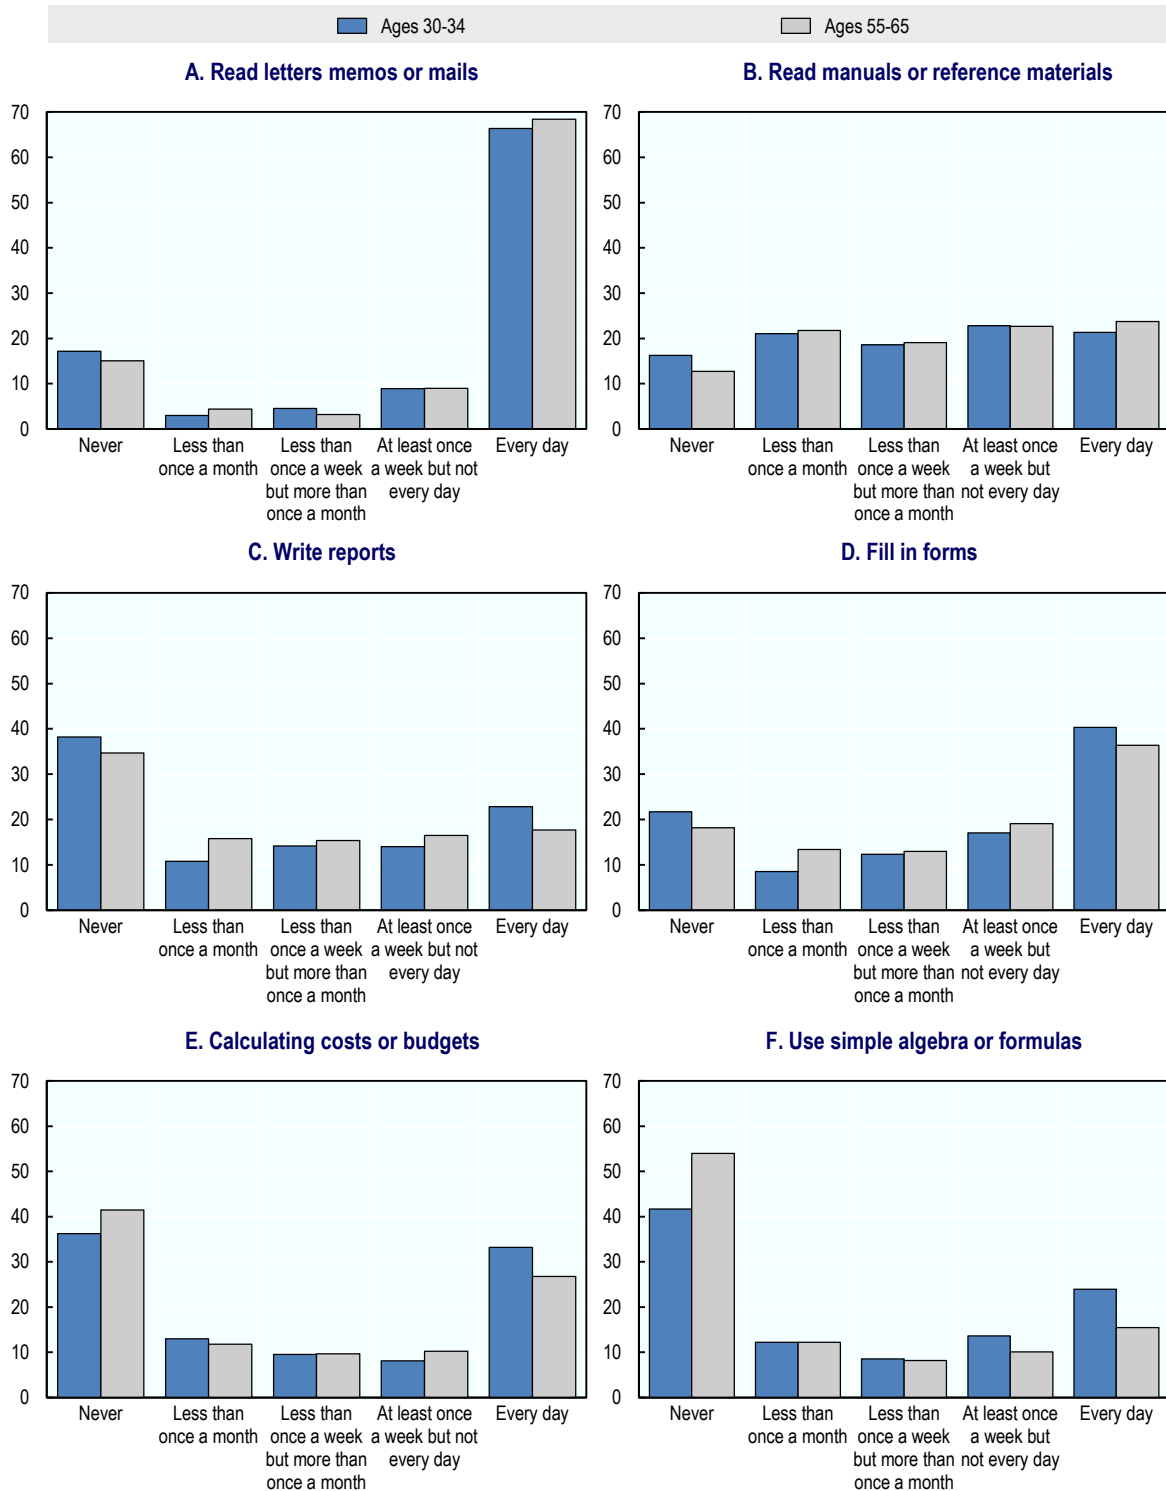 Ages 30-34
Ages 55-65
A. Read letters memos or mails
70
60
50
40
30
20
10
0
Never
Less than
once a month
Less than
once a week
but more than
once a month
At least once
a week but not
every day
Every day
B. Read manuals or reference materials
70
60
50
40
30
20
10
0
Never
Less than
once a month
Less than
once a week
but more than
once a month
At least once
a week but
not every day
Every day
C. Write reports
70
60
50
40
30
20
10
0
Never
Less than
once a month
Less than
once a week
but more than
once a month
At least once
a week but not
every day
Every day
D. Fill in forms
70
60
50
40
30
20
10
0
Never
Less than
once a month
Less than
once a week
but more than
once a month
At least once
a week but
not every day
Every day
E. Calculating costs or budgets
70
60
50
40
30
20
10
0
Never
Less than
once a month
Less than
once a week
but more than
once a month
At least once
a week but not
every day
Every day
F. Use simple algebra or formulas
70
60
50
40
30
20
10
0
Never
Less than
once a month
Less than
once a week
but more than
once a month
At least once
a week but
not every day
Every day